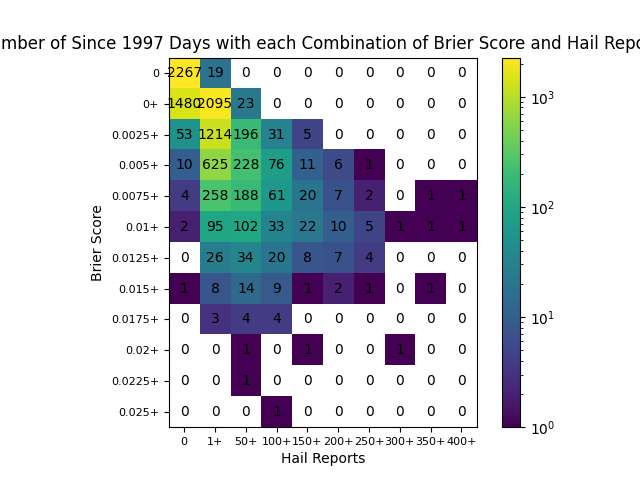 mber of Since 1997 Days with each Combination of Brier Score and Hail Repo
0 2267 19 0 0 0 0 0 0 0 0
0+ 1480 2095 23 0 0 0 0 0 0 0
0.0025+ 53 1214 196 31 5 0 0 0 0 0
0.005+ 10 625 228 76 11 6 1 0 0 0
0.0075+ 4 258 188 61 20 7 2 0 1 1
0.01+ 2 95 102 33 22 10 5 1 1 1
0.0125+ 0 26 34 20 8 7 4 0 0 0
0.015+ 1 8 14 9 1 2 1 0 1 0
0.0175+ 0 3 4 4 0 0 0 0 0 0
0.02+ 0 0 1 0 1 0 0 1 0 0
0.0225+ 0 0 1 0 0 0 0 0 0 0
0.025+ 0 0 0 1 0 0 0 0 0 0
0 1+ 50+ 100+ 150+ 200+ 250+ 300+ 350+ 400+
Hail Reports
Brier Score
10³
10²
10¹
10⁰